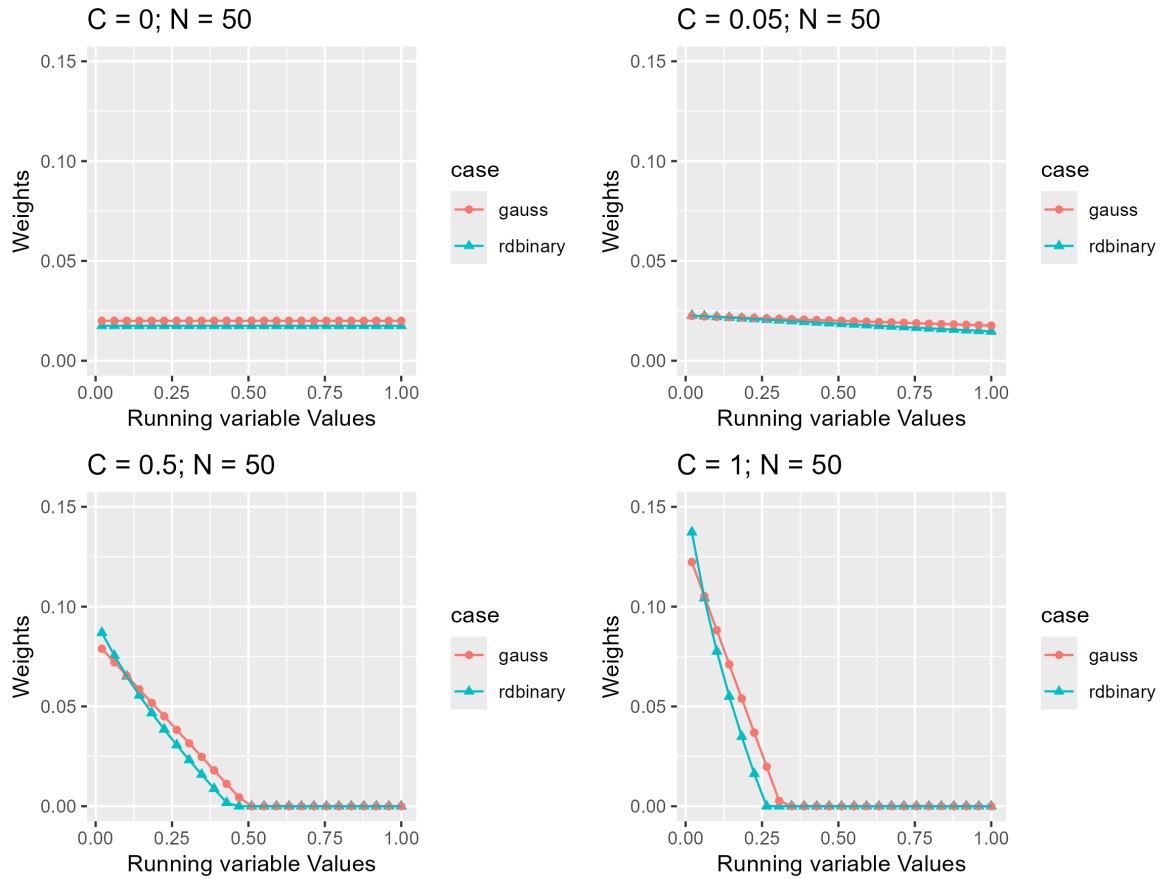 C = 0; N = 50
0.15
0.10
0.05
0.00
Weights
0.00 0.25 0.50 0.75 1.00
Running variable Values
case
gauss
rdbinary
C = 0.05; N = 50
0.15
0.10
0.05
0.00
Weights
0.00 0.25 0.50 0.75 1.00
Running variable Values
case
gauss
rdbinary
C = 0.5; N = 50
0.15
0.10
0.05
0.00
Weights
0.00 0.25 0.50 0.75 1.00
Running variable Values
case
gauss
rdbinary
C = 1; N = 50
0.15
0.10
0.05
0.00
Weights
0.00 0.25 0.50 0.75 1.00
Running variable Values
case
gauss
rdbinary